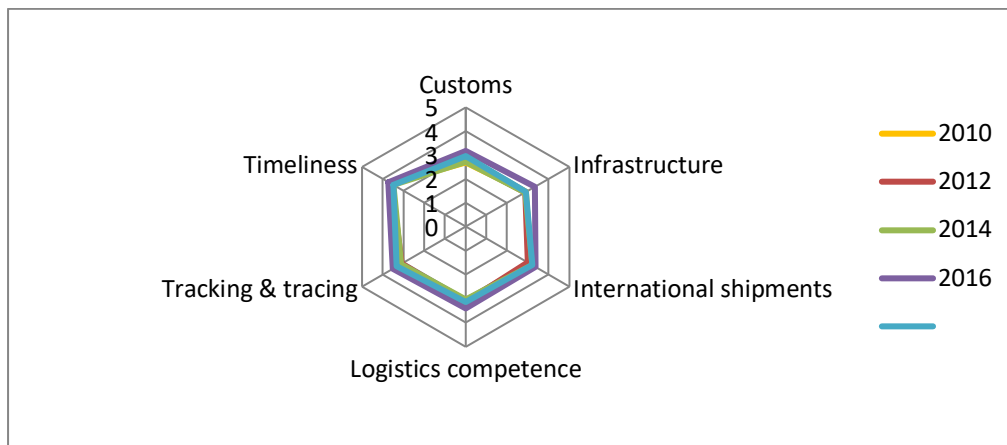 Customs
5
4
3
2
1
0
Timeliness
Infrastructure
Tracking & tracing
International shipments
Logistics competence
2010
2012
2014
2016